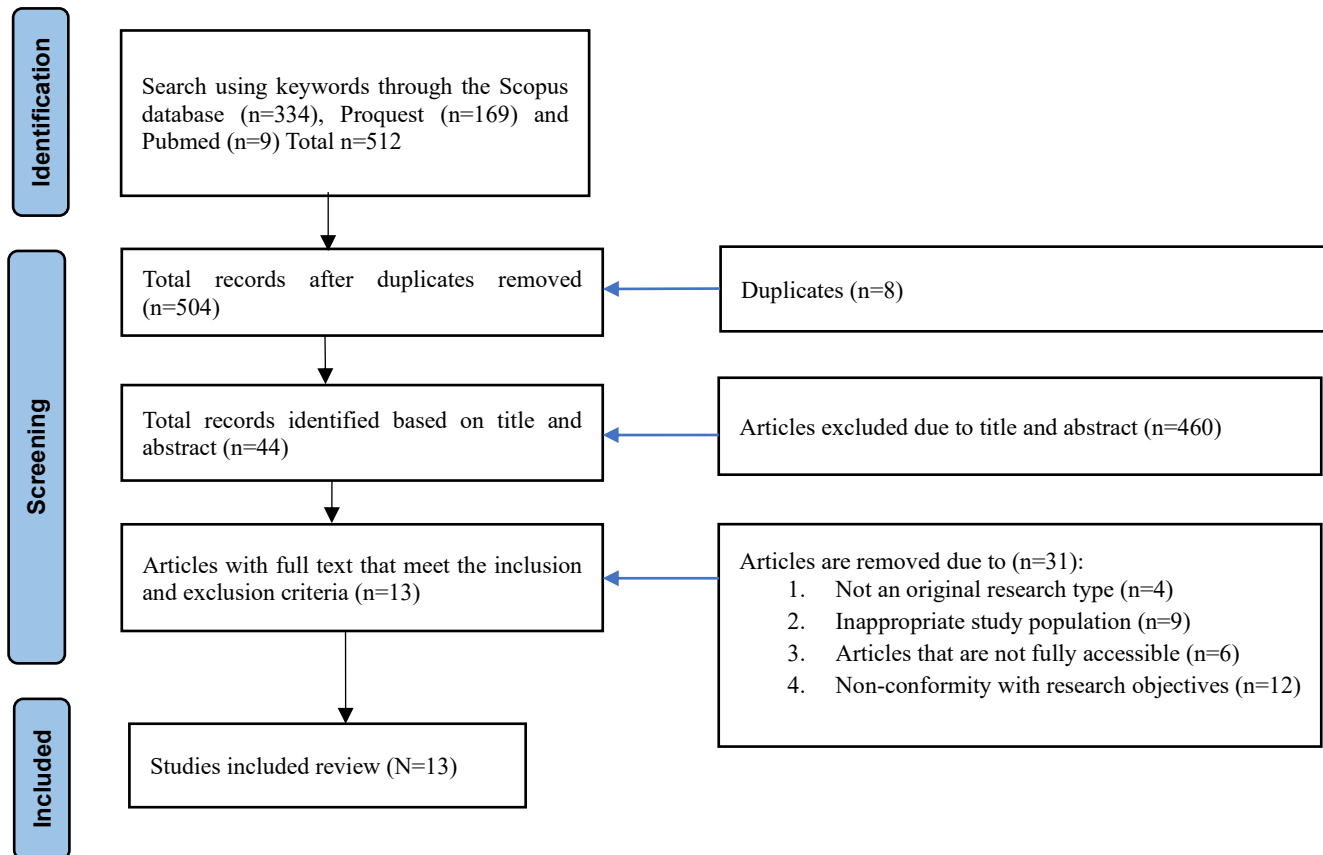 Identification
Search using keywords through the Scopus
database (n=334), Proquest (n=169) and
Pubmed (n=9) Total n=512
Screening
Total records after duplicates removed
(n=504)
Duplicates (n=8)
Total records identified based on title and
abstract (n=44)
Articles excluded due to title and abstract (n=460)
Articles with full text that meet the inclusion
and exclusion criteria (n=13)
Articles are removed due to (n=31):
1. Not an original research type (n=4)
2. Inappropriate study population (n=9)
3. Articles that are not fully accessible (n=6)
4. Non-conformity with research objectives (n=12)
Included
Studies included review (N=13)